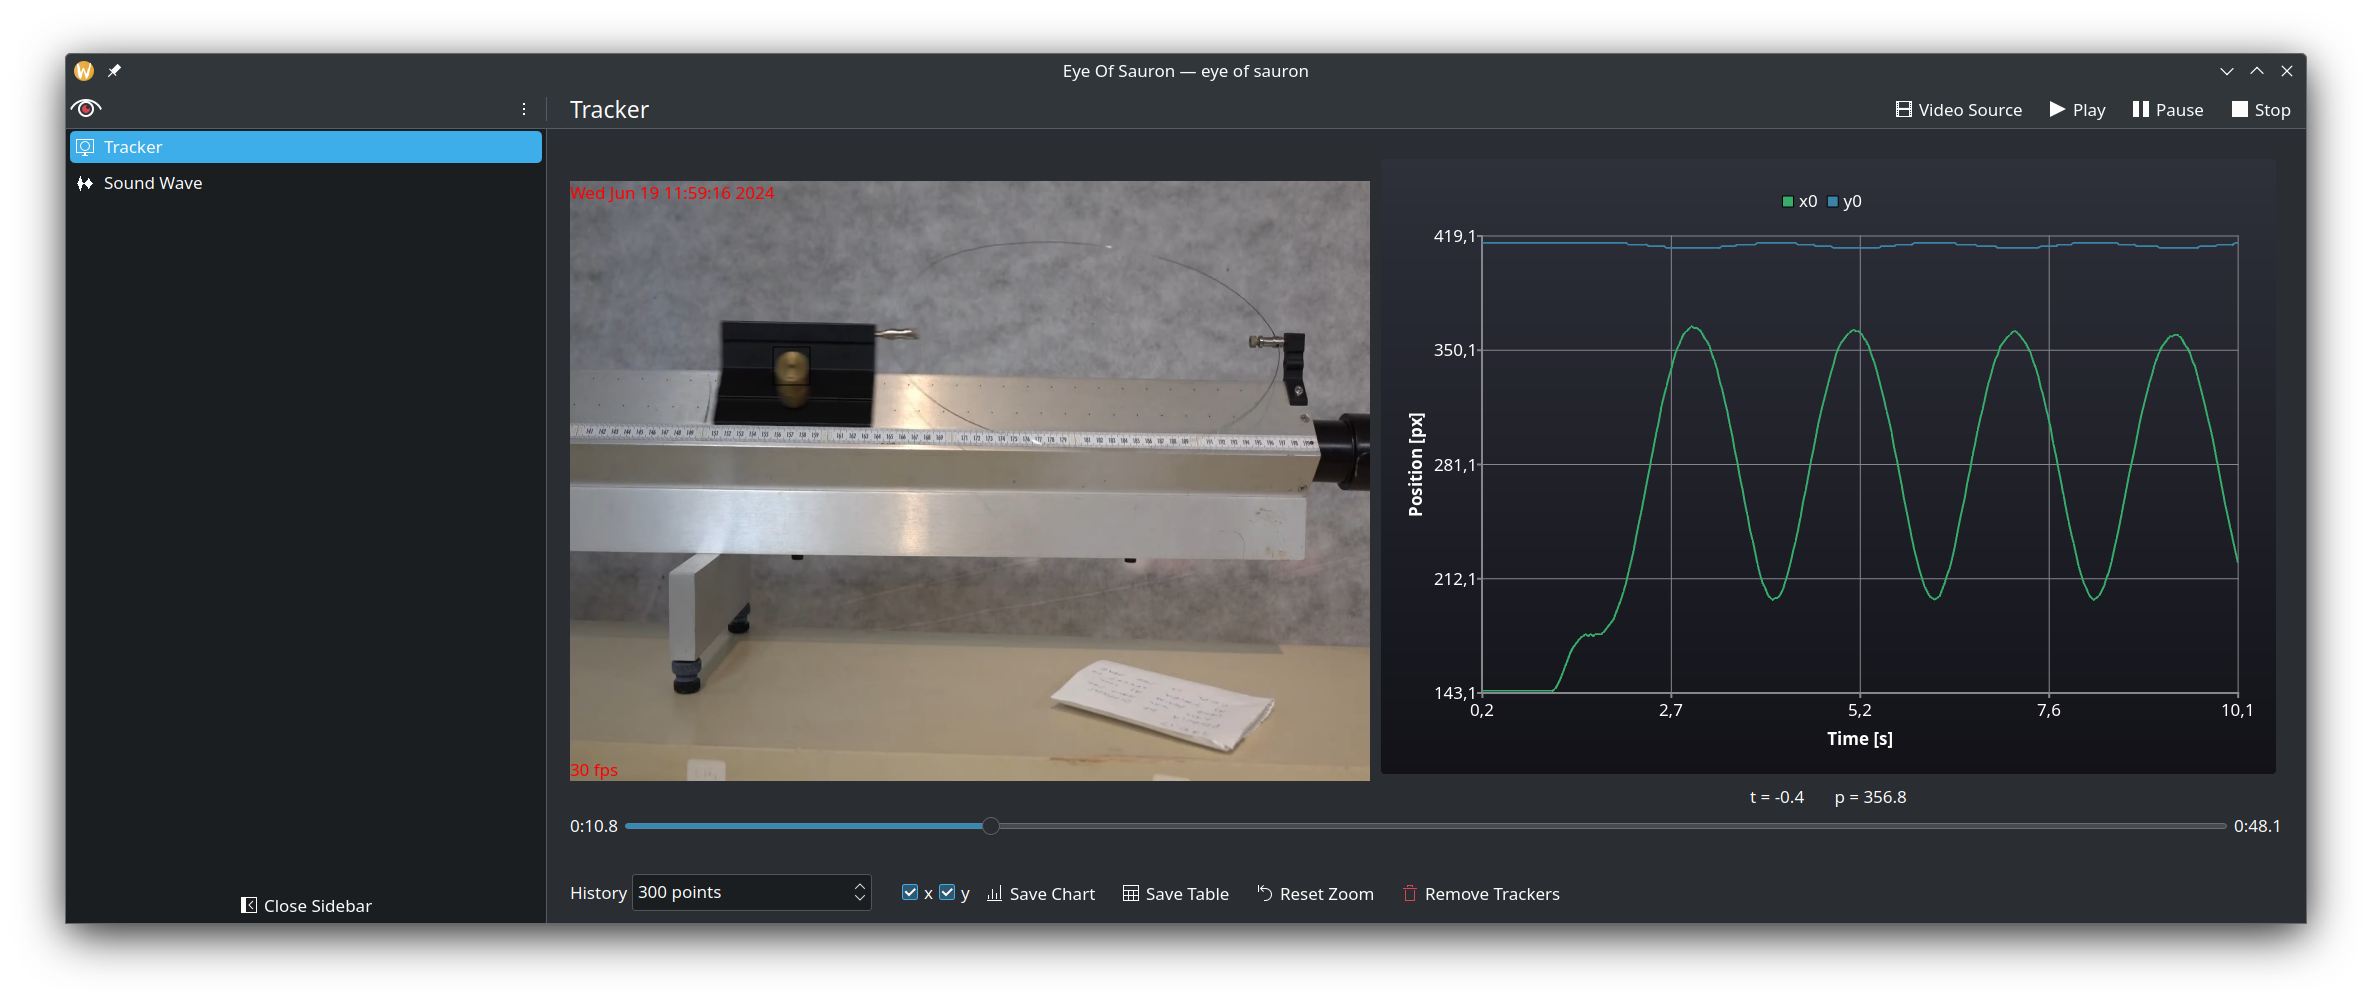 Eye Of Sauron — eye of sauron
Tracker
Video Source
Play
Pause
Stop
Tracker
Sound Wave
Close Sidebar
Wed Jun 19 11:59:16 2024
30 fps
x0 y0
419,1
350,1
281,1
212,1
143,1
Position [px]
0,2 2,7 5,2 7,6 10,1
Time [s]
t = -0.4 p = 356.8
0:10.8
0:48.1
History 300 points
x y
Save Chart
Save Table
Reset Zoom
Remove Trackers